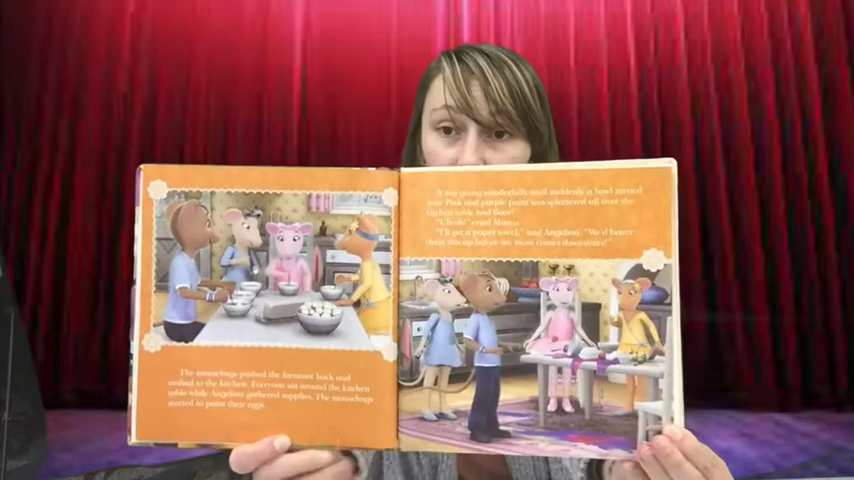 The mouselings pushed the furniture back and
rushed to the kitchen. Everyone sat around the kitchen
table while Angelina gathered supplies. The mouselings
started to paint their eggs.
It was going wonderfully until suddenly a bowl turned
over. Pink and purple paint was splattered all over the
kitchen table and floor!
cried
"I'll get a paper towel," said Angelina. "We'd better
clean this up before my mom comes downstairs!"